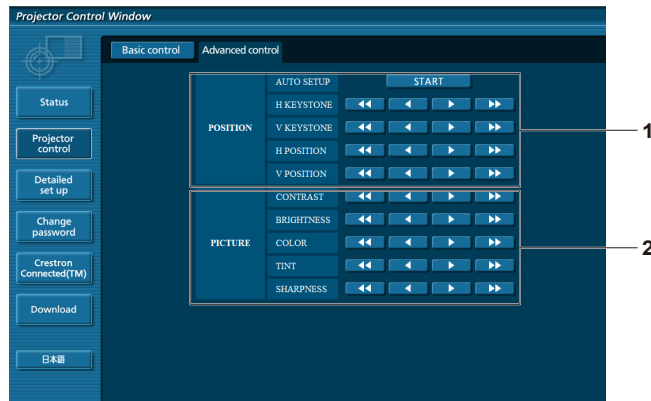 Projector Control Window
Basic control
Advanced control
Status
Projector
control
Detailed
set up
Change
password
Crestron
Connected(TM)
Download
日本語
POSITION
AUTO SETUP
START
H KEYSTONE
V KEYSTONE
H POSITION
V POSITION
1
PICTURE
CONTRAST
BRIGHTNESS
COLOR
TINT
SHARPNESS
2